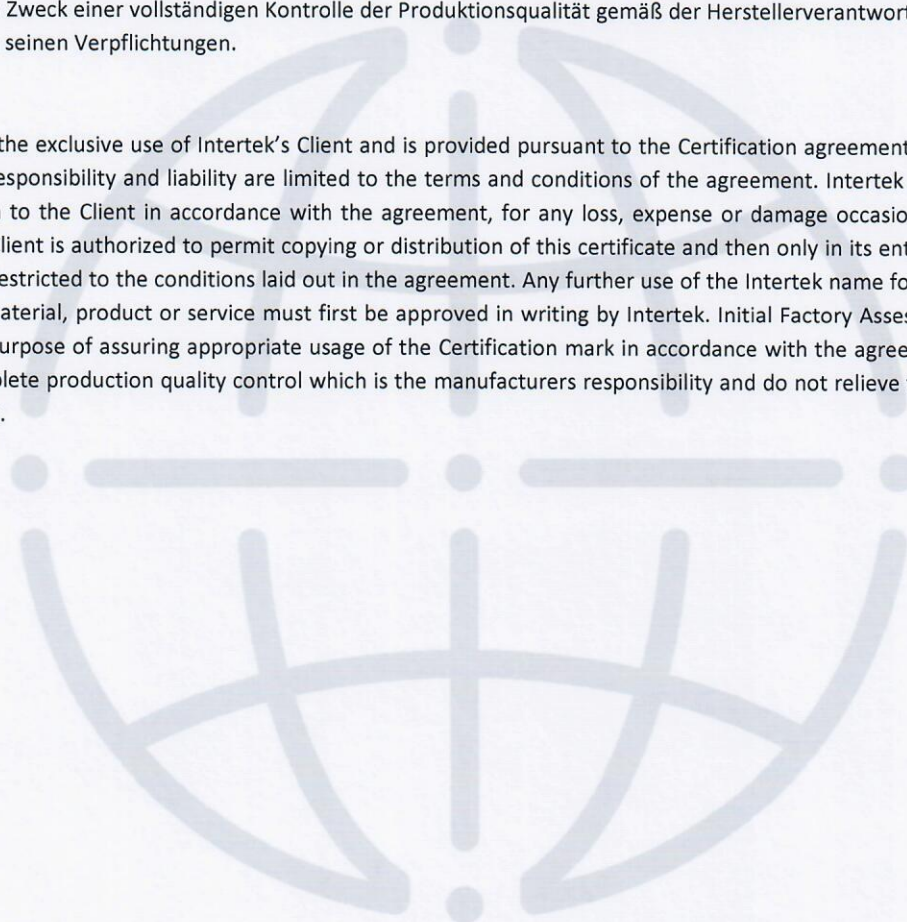 Zweck einer vollständigen Kontrolle der Produktionsqualität gemäß der Herstellerverantwort
seinen Verpflichtungen.
the exclusive use of Intertek's Client and is provided pursuant to the Certification agreement
esponsibility and liability are limited to the terms and conditions of the agreement. Intertek
to the Client in accordance with the agreement, for any loss, expense or damage occasio
lient is authorized to permit copying or distribution of this certificate and then only in its ent
estricted to the conditions laid out in the agreement. Any further use of the Intertek name fo
aterial, product or service must first be approved in writing by Intertek. Initial Factory Asses
urpose of assuring appropriate usage of the Certification mark in accordance with the agree
plete production quality control which is the manufacturers responsibility and do not relieve
.